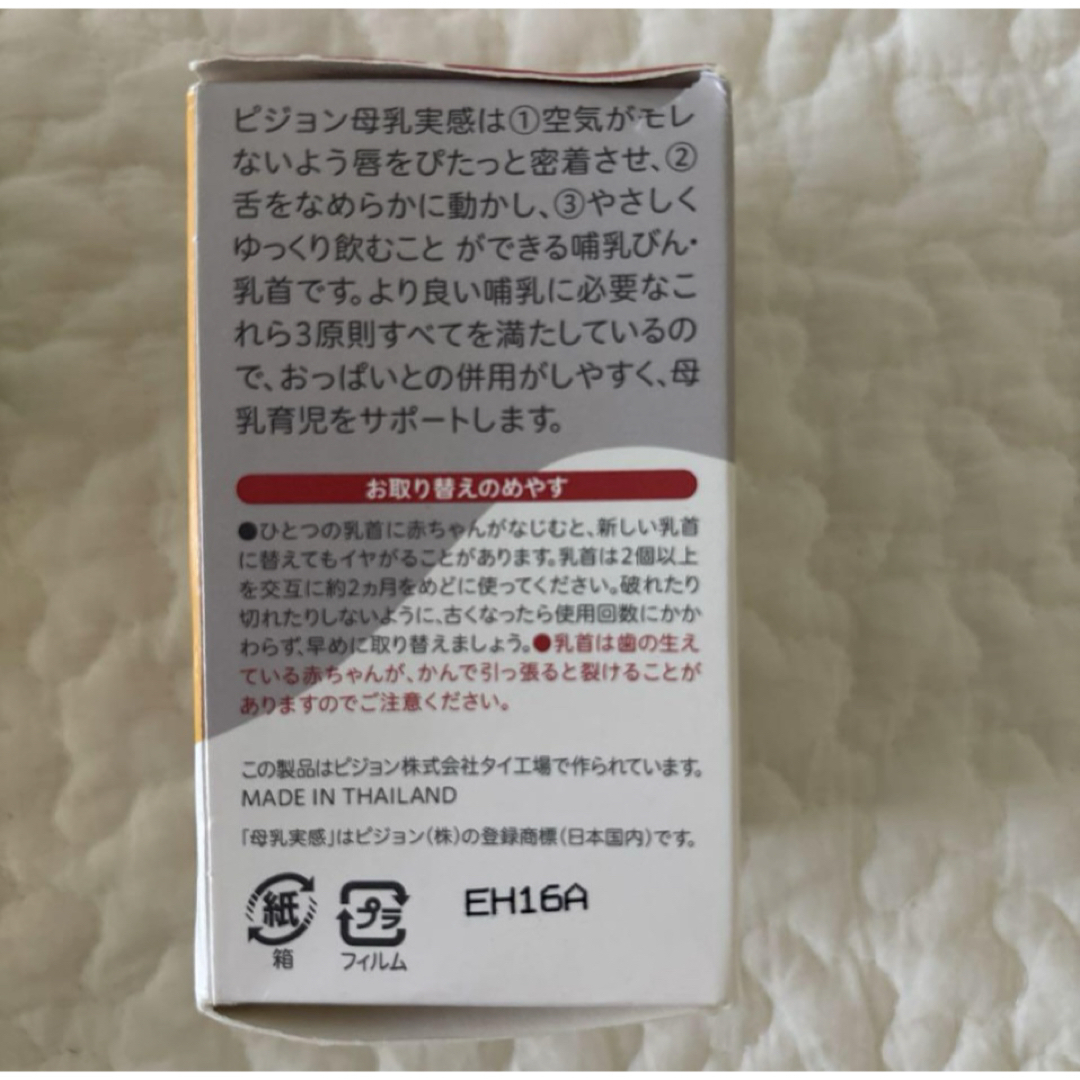 ピジョン母乳実感は①空気がモレ
ないよう唇をぴたっと密着させ、②
舌をなめらかに動かし、③やさしく
ゆっくり飲むこと ができる哺乳びん・
乳首です。より良い哺乳に必要なこ
れら3原則すべてを満たしているの
で、おっぱいとの併用がしやすく、母
乳育児をサポートします。
お取り替えのめやす
●ひとつの乳首に赤ちゃんがなじむと、新しい乳首
に替えてもイヤがることがあります。乳首は2個以上
を交互に約2ヵ月をめどに使ってください。破れたり
切れたりしないように、古くなったら使用回数にかか
わらず、早めに取り替えましょう。●乳首は歯の生え
ている赤ちゃんが、かんで引っ張ると裂けることが
ありますのでご注意ください。
この製品はピジョン株式会社タイ工場で作られています。
MADE IN THAILAND
「母乳実感」はピジョン(株)の登録商標(日本国内)です。
紙 プラ EH16A
箱 フィルム